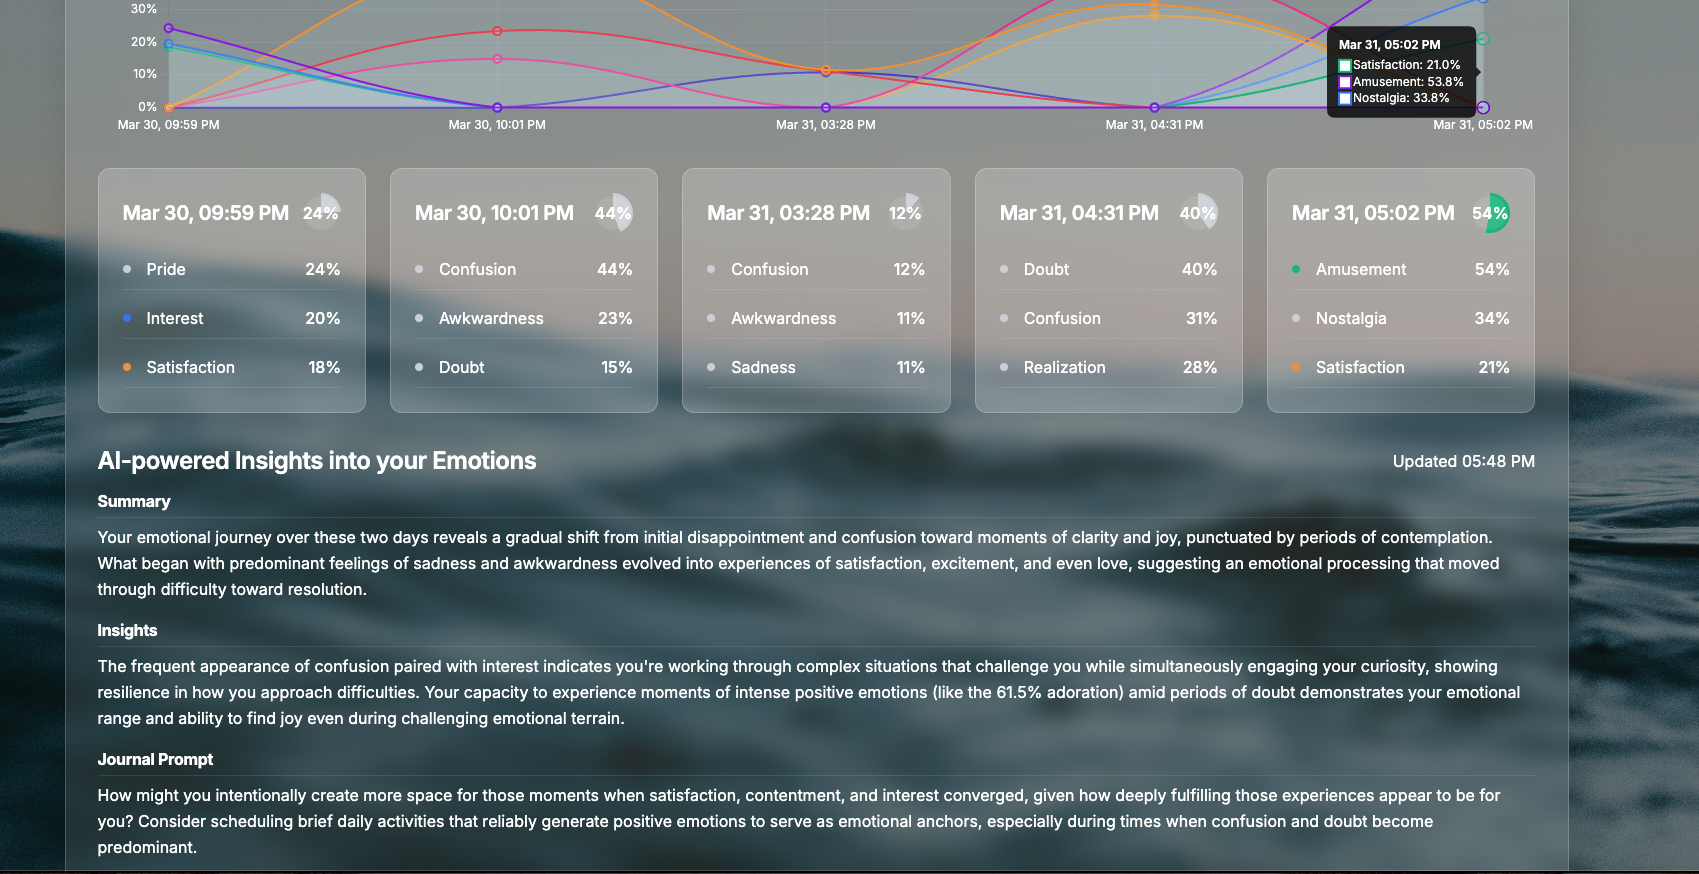 30%
20%
10%
0%
Mar 31, 05:02 PM
Satisfaction: 21.0%
Amusement: 53.8%
Nostalgia: 33.8%
Mar 30, 09:59 PM
Mar 30, 10:01 PM
Mar 31, 03:28 PM
Mar 31, 04:31 PM
Mar 31, 05:02 PM
Mar 30, 09:59 PM 24%
Pride 24%
Interest 20%
Satisfaction 18%
Mar 30, 10:01 PM 44%
Confusion 44%
Awkwardness 23%
Doubt 15%
Mar 31, 03:28 PM 12%
Confusion 12%
Awkwardness 11%
Sadness 11%
Mar 31, 04:31 PM 40%
Doubt 40%
Confusion 31%
Realization 28%
Mar 31, 05:02 PM 54%
Amusement 54%
Nostalgia 34%
Satisfaction 21%
AI-powered Insights into your Emotions
Updated 05:48 PM
Summary
Your emotional journey over these two days reveals a gradual shift from initial disappointment and confusion toward moments of clarity and joy, punctuated by periods of contemplation.
What began with predominant feelings of sadness and awkwardness evolved into experiences of satisfaction, excitement, and even love, suggesting an emotional processing that moved
through difficulty toward resolution.
Insights
The frequent appearance of confusion paired with interest indicates you're working through complex situations that challenge you while simultaneously engaging your curiosity, showing
resilience in how you approach difficulties. Your capacity to experience moments of intense positive emotions (like the 61.5% adoration) amid periods of doubt demonstrates your emotional
range and ability to find joy even during challenging emotional terrain.
Journal Prompt
How might you intentionally create more space for those moments when satisfaction, contentment, and interest converged, given how deeply fulfilling those experiences appear to be for
you? Consider scheduling brief daily activities that reliably generate positive emotions to serve as emotional anchors, especially during times when confusion and doubt become
predominant.